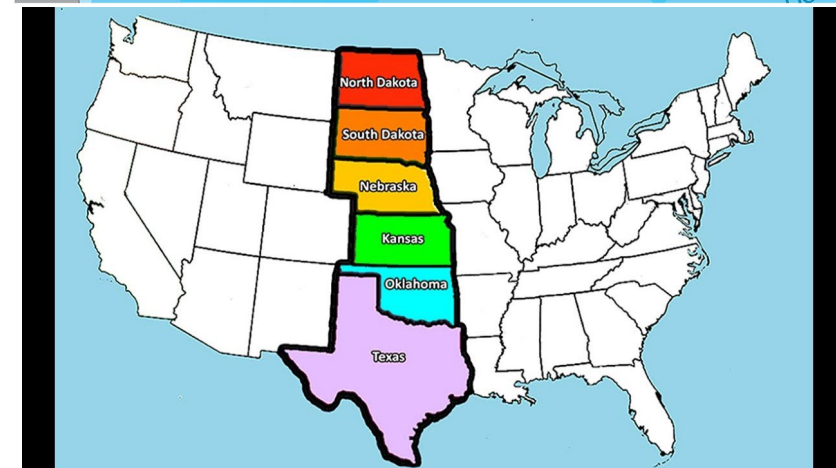 North Dakota
South Dakota
Nebraska
Kansas
Oklahoma
Texas